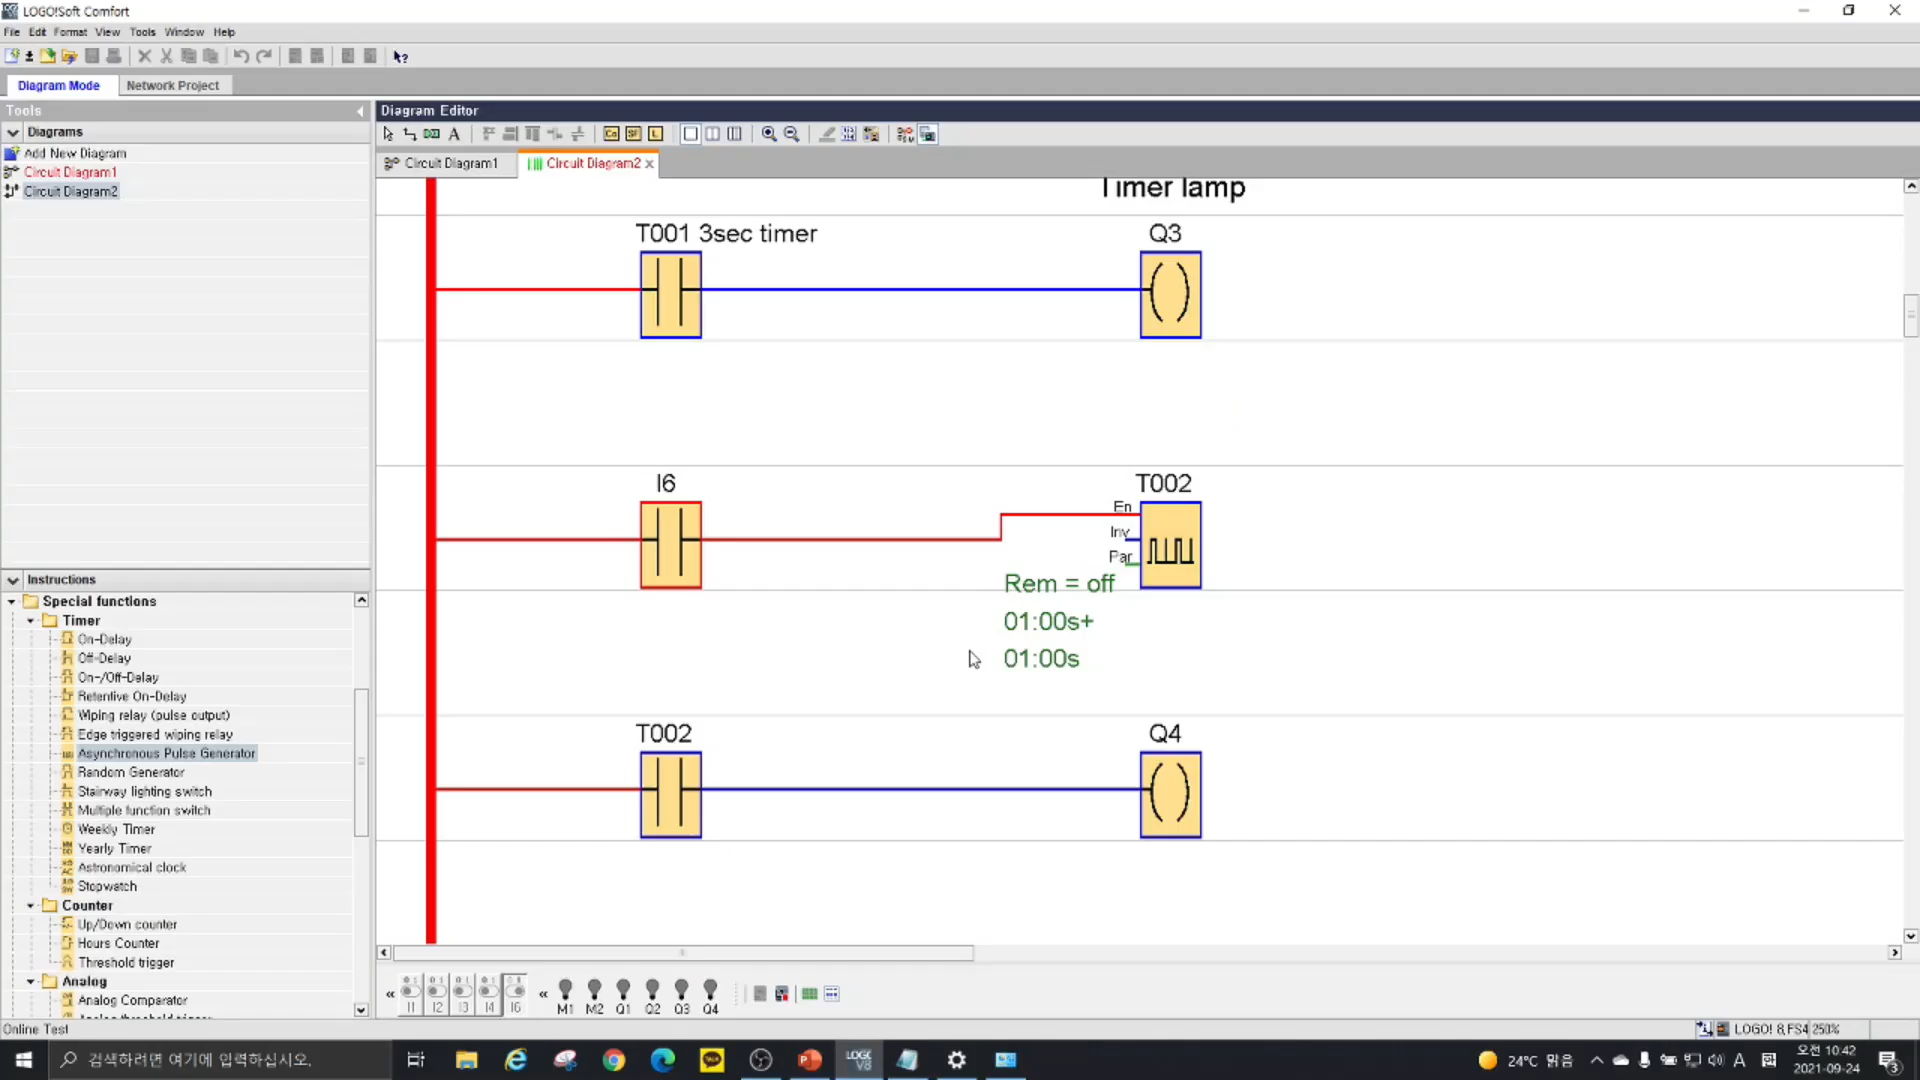 LOGO!Soft Comfort
File Edit Format View Tools Window Help
Diagram Mode Network Project
Tools
Diagrams
Add New Diagram
Circuit Diagram1
Circuit Diagram2
Instructions
Special functions
Timer
On-Delay
Off-Delay
On-/Off-Delay
Retentive On-Delay
Wiping relay (pulse output)
Edge triggered wiping relay
Asynchronous Pulse Generator
Random Generator
Stairway lighting switch
Multiple function switch
Weekly Timer
Yearly Timer
Astronomical clock
Stopwatch
Counter
Up/Down counter
Hours Counter
Threshold trigger
Analog
Analog Comparator
Analog threshold trigger
Diagram Editor
Circuit Diagram1 Circuit Diagram2
Timer lamp
T001 3sec timer Q3
I6 T002
En
Inv
Par
Rem = off
01:00s+
01:00s
T002 Q4
I1 I2 I3 I4 I6 M1 M2 Q1 Q2 Q3 Q4
Online Test
LOGO! 8.FS4 250%
검색하려면 여기에 입력하십시오.
24°C 맑음
A
오전 10:42
2021-09-24
3